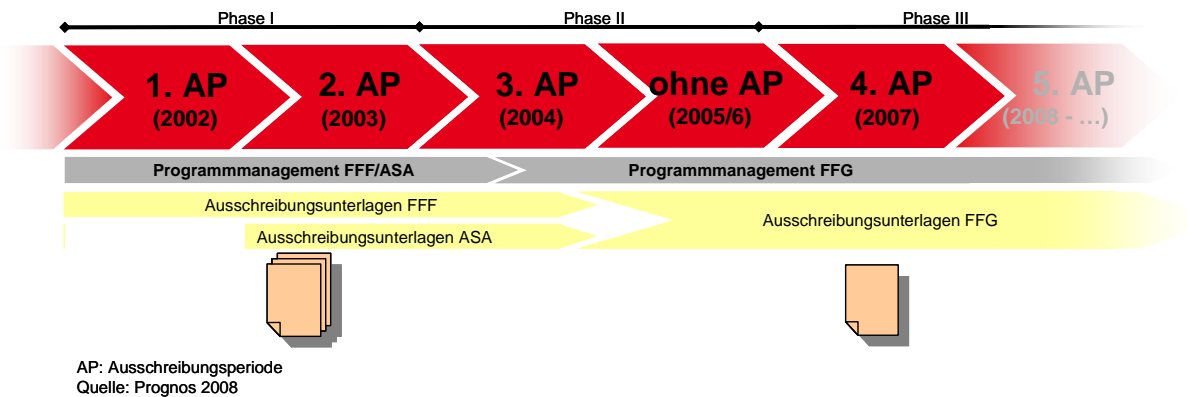 Phase I
Phase II
Phase III
1. AP
(2002)
2. AP
(2003)
3. AP
(2004)
ohne AP
(2005/6)
4. AP
(2007)
5. AP
(2008 - …)
Programmmanagement FFF/ASA
Programmmanagement FFG
Ausschreibungsunterlagen FFF
Ausschreibungsunterlagen ASA
Ausschreibungsunterlagen FFG
AP: Ausschreibungsperiode
Quelle: Prognos 2008